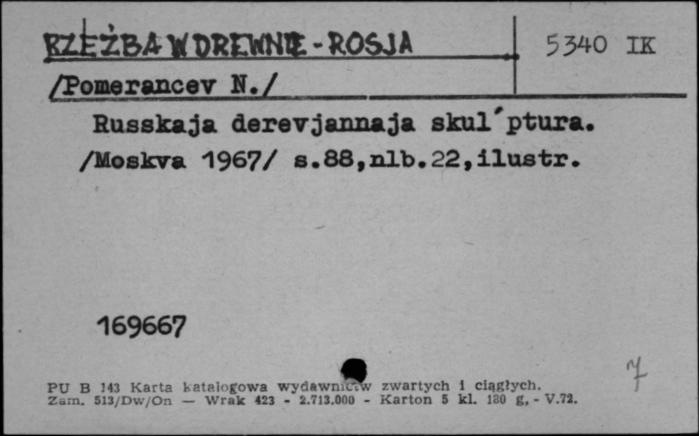 RZEŹBA W DREWNIE - ROSJA 5340 IK
/Pomerancev N./
Russkaja derevjannaja skul´ptura.
/Moskva 1967/ s.88,nlb.22,ilustr.
169667
7
PU B 143 Karta katalogowa wydawnictw zwartych i ciągłych.
Zam. 513/Dw/On — Wrak 423 - 2.713.000 - Karton 5 kl. 180 g, - V.72.